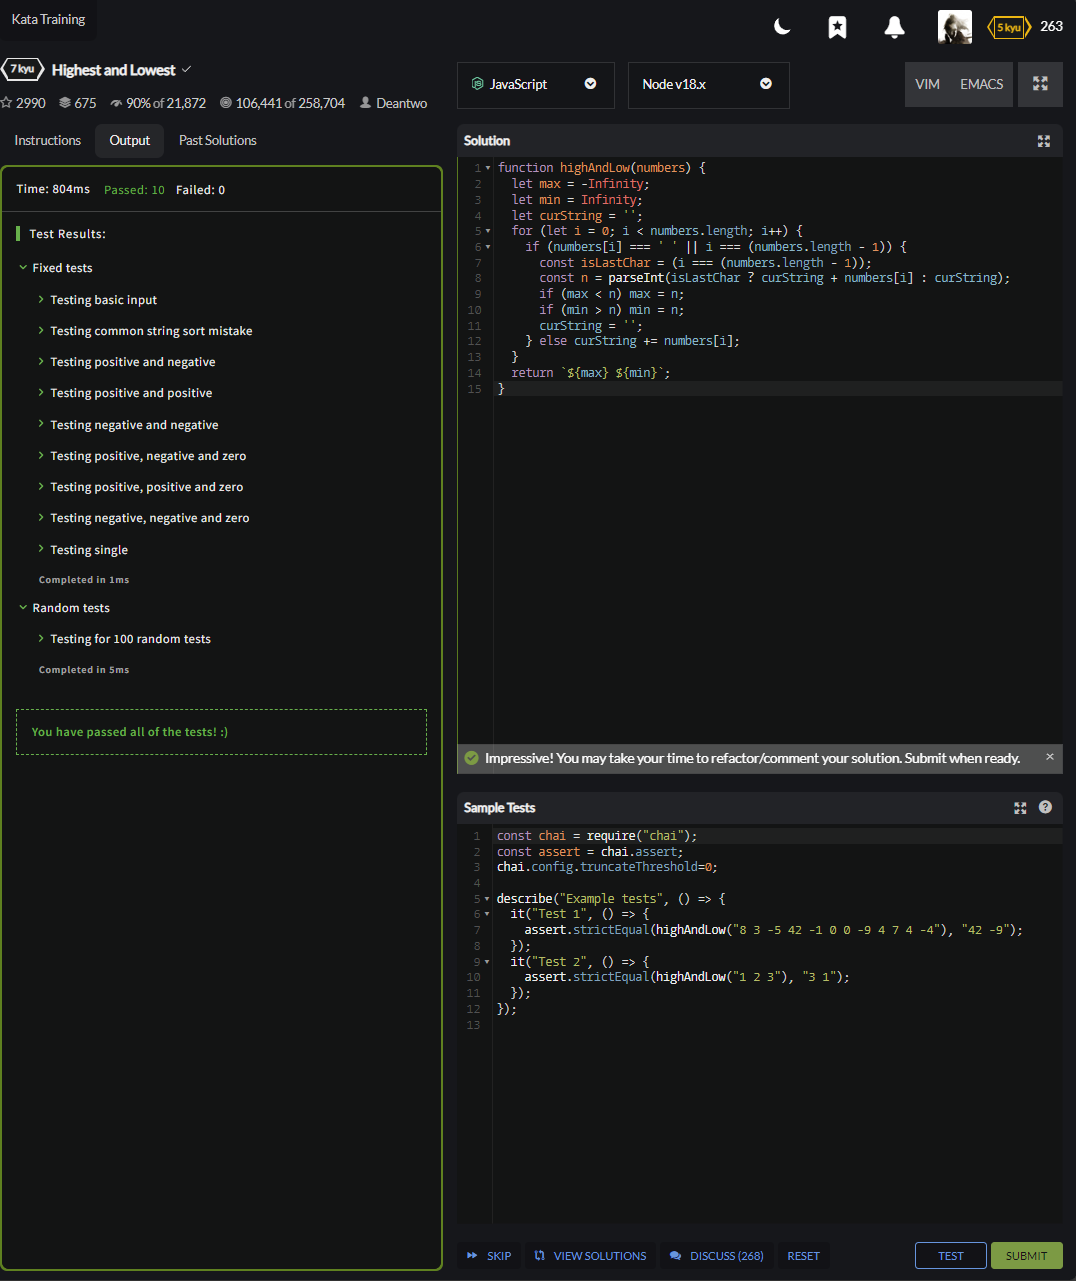 Kata Training
5 kyu 263
7 kyu Highest and Lowest
2990 675 90% of 21,872 106,441 of 258,704 Deantwo
JavaScript Node v18.x VIM EMACS
Instructions Output Past Solutions
Time: 804ms Passed: 10 Failed: 0
Test Results:
Fixed tests
Testing basic input
Testing common string sort mistake
Testing positive and negative
Testing positive and positive
Testing negative and negative
Testing positive, negative and zero
Testing positive, positive and zero
Testing negative, negative and zero
Testing single
Completed in 1ms
Random tests
Testing for 100 random tests
Completed in 5ms
You have passed all of the tests! :)
Solution
1 function highAndLow(numbers) {
2 let max = -Infinity;
3 let min = Infinity;
4 let curString = '';
5 for (let i = 0; i < numbers.length; i++) {
6 if (numbers[i] === ' ' || i === (numbers.length - 1)) {
7 const isLastChar = (i === (numbers.length - 1));
8 const n = parseInt(isLastChar ? curString + numbers[i] : curString);
9 if (max < n) max = n;
10 if (min > n) min = n;
11 curString = '';
12 } else curString += numbers[i];
13 }
14 return `${max} ${min}`;
15 }
Impressive! You may take your time to refactor/comment your solution. Submit when ready. ×
Sample Tests ?
1 const chai = require("chai");
2 const assert = chai.assert;
3 chai.config.truncateThreshold=0;
4
5 describe("Example tests", () => {
6 it("Test 1", () => {
7 assert.strictEqual(highAndLow("8 3 -5 42 -1 0 0 -9 4 7 4 -4"), "42 -9");
8 });
9 it("Test 2", () => {
10 assert.strictEqual(highAndLow("1 2 3"), "3 1");
11 });
12 });
13
SKIP VIEW SOLUTIONS DISCUSS (268) RESET TEST SUBMIT